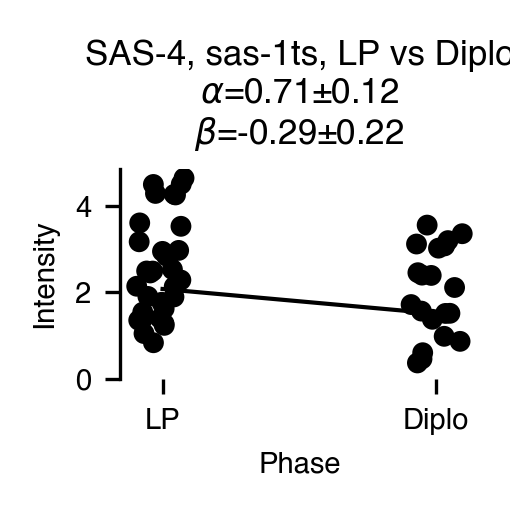 SAS-4, sas-1ts, LP vs Diplo
α=0.71±0.12
β=-0.29±0.22
4
2
0
Intensity
LP Diplo
Phase